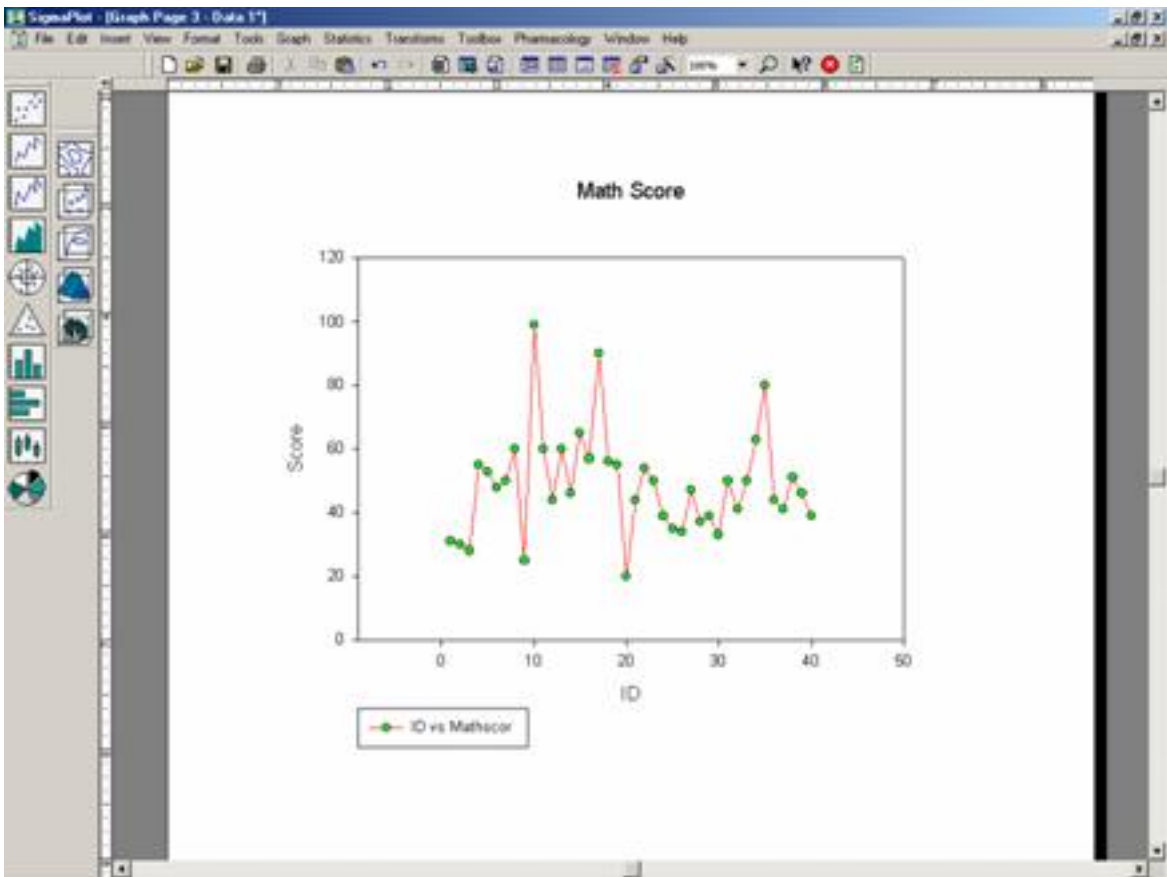 SigmaPlot - [Graph Page 3 - Data 1*]
File Edit Insert View Format Tools Graph Statistics Transforms Toolbox Pharmacology Window Help
100%
Math Score
120
100
80
60
40
20
0
Score
0 10 20 30 40 50
ID
ID vs Mathscor